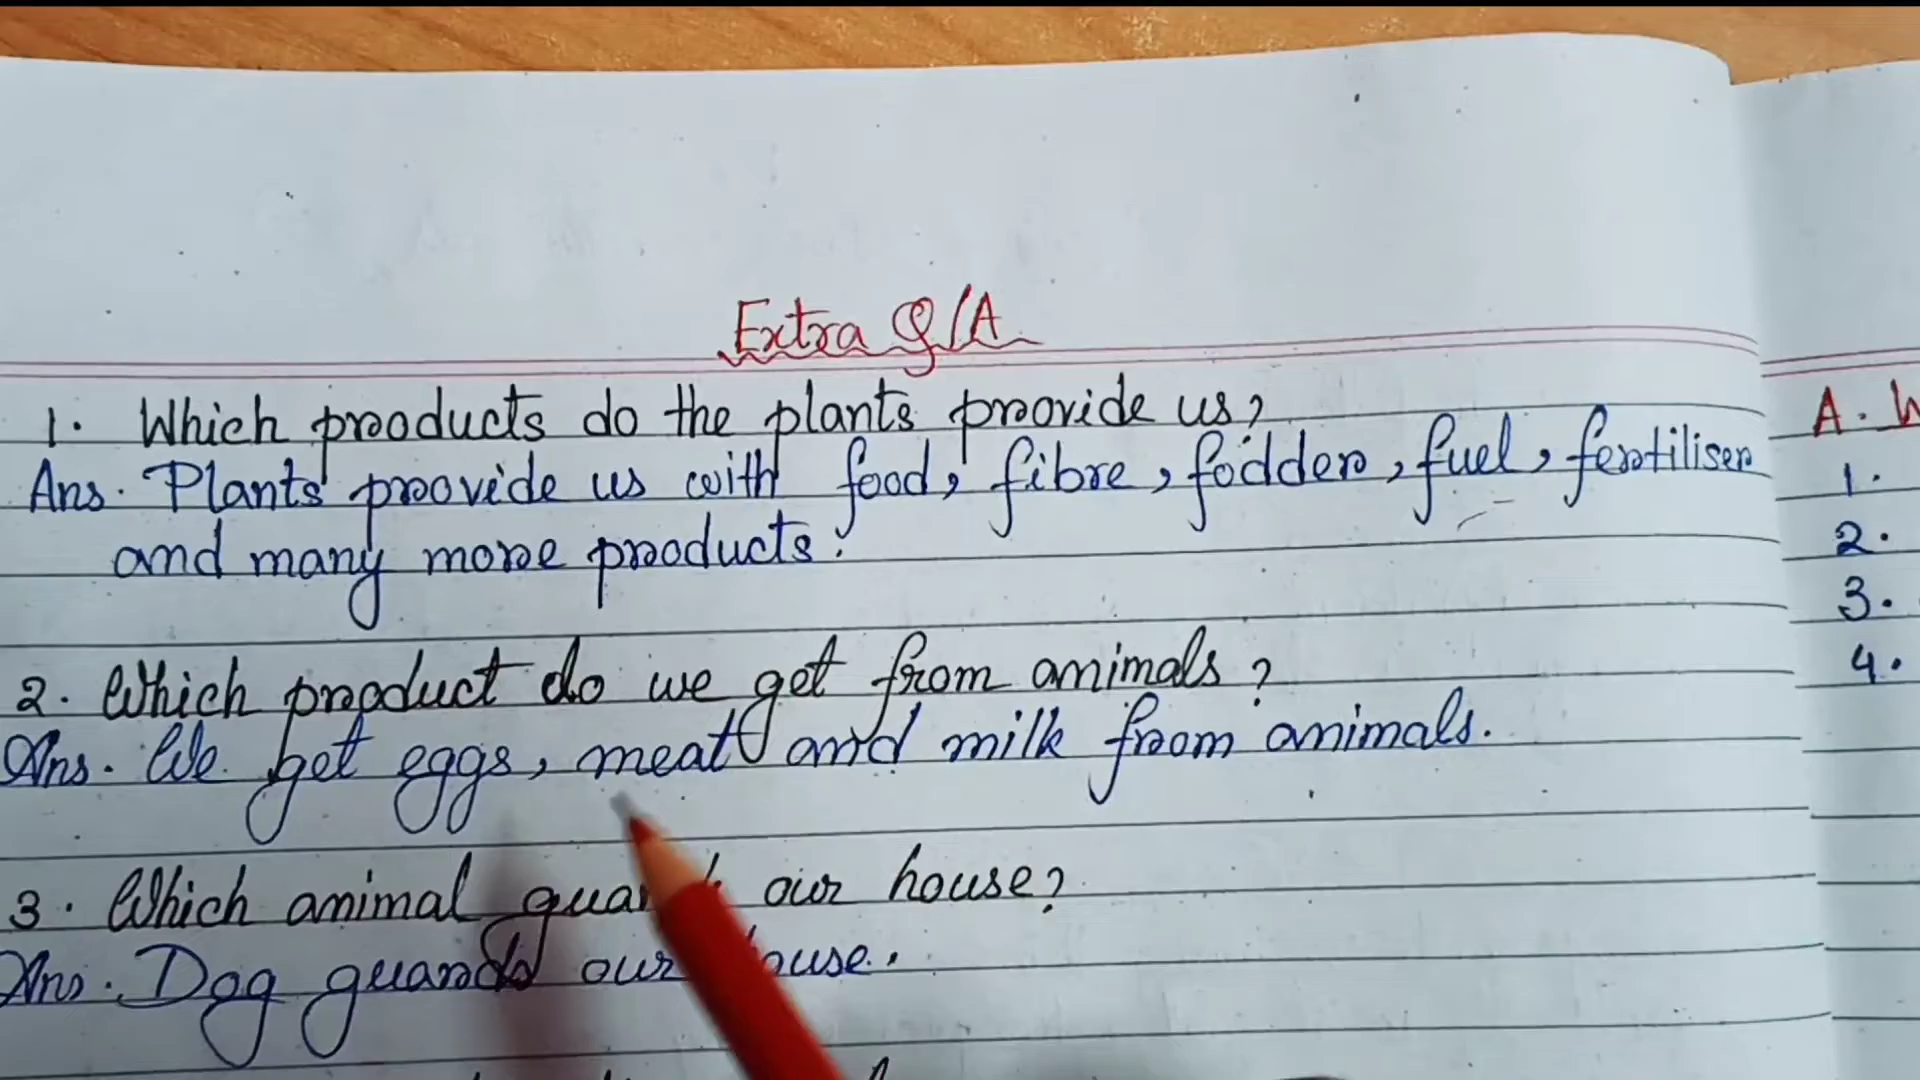 Extra Q/A
1. Which products do the plants provide us?
Ans. Plants provide us with food, fibre, fodder, fuel, fertiliser
and many more products.
2. Which product do we get from animals?
Ans. We get eggs, meat and milk from animals.
3. Which animal our house?
Ans. Dog guards our house.
A.
1.
2.
3.
4.